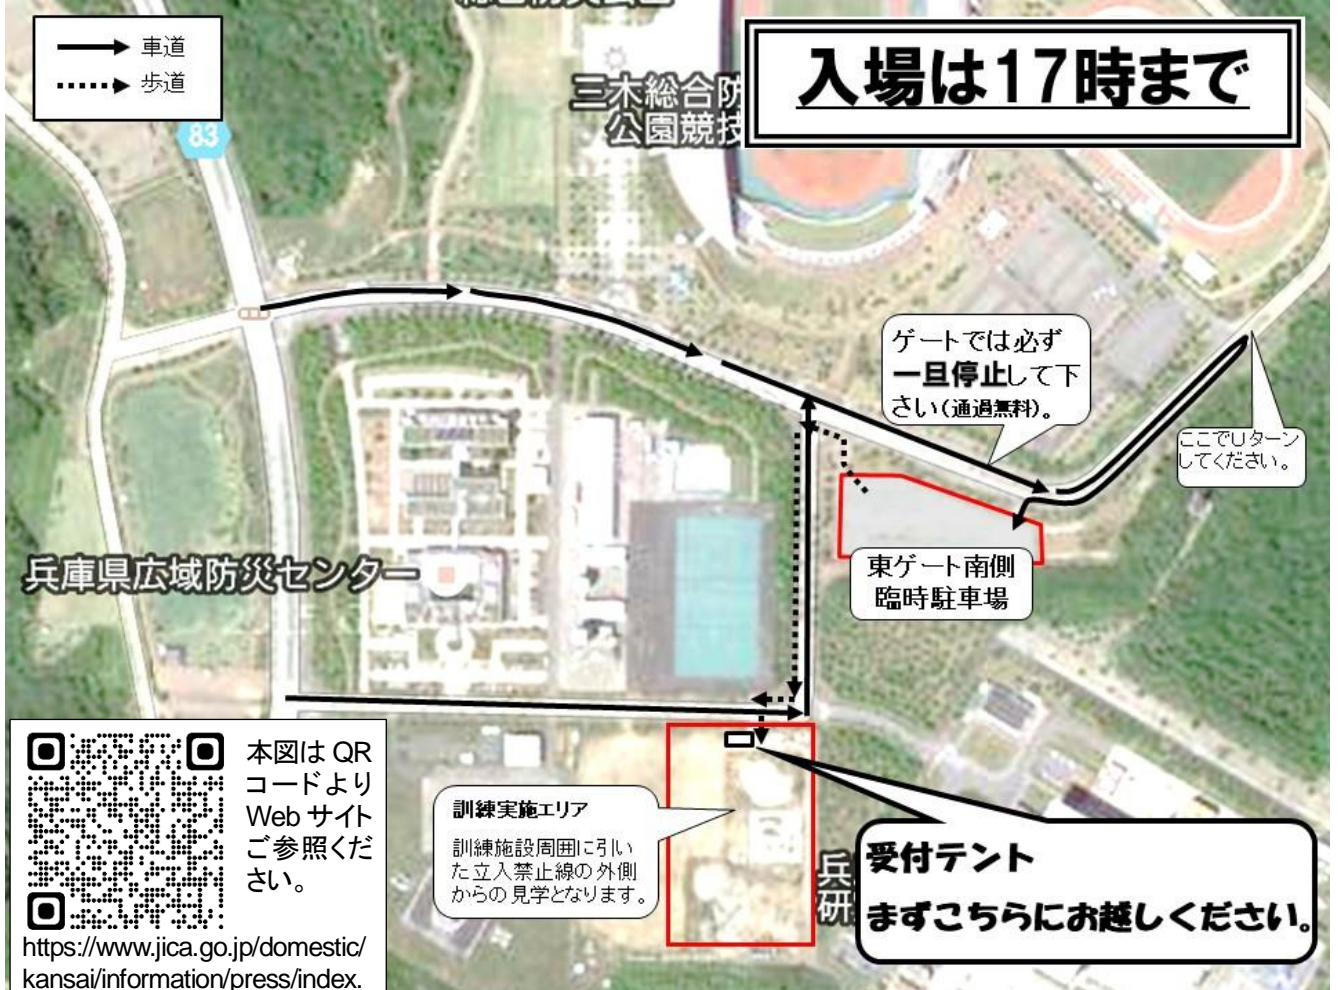 車道
歩道
83
入場は17時まで
三木総合防
公園競技
ゲートでは必ず
一旦停止して下
さい(通過無料)。
ここでUターン
してください。
東ゲート南側
臨時駐車場
兵庫県広域防災センター
本図は QR
コードより
Web サイト
ご参照くだ
さい。
https://www.jica.go.jp/domestic/
kansai/information/press/index.
訓練実施エリア
訓練施設周囲に引い
た立入禁止線の外側
からの見学となります。
兵
研
受付テント
まずこちらにお越しください。